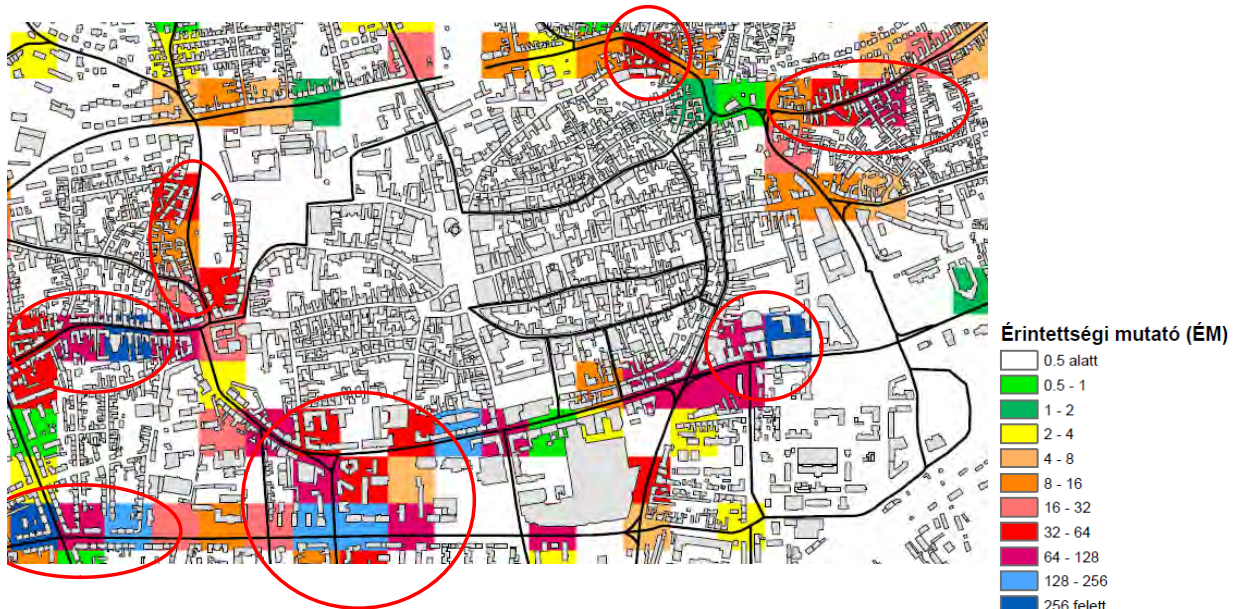 Érintettségi mutató (ÉM)
0.5 alatt
0.5 - 1
1 - 2
2 - 4
4 - 8
8 - 16
16 - 32
32 - 64
64 - 128
128 - 256
256 felett